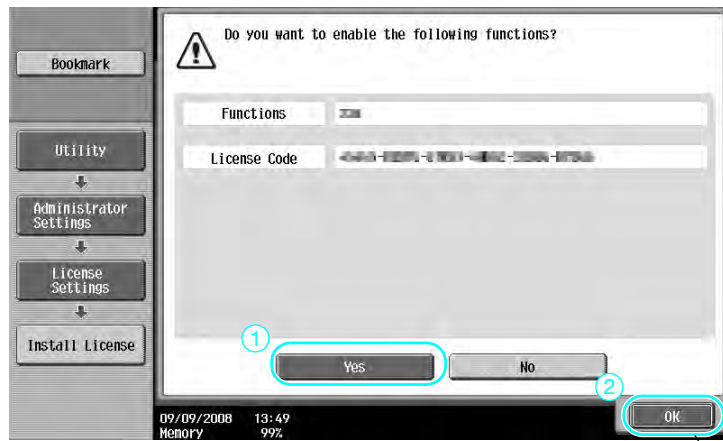 Do you want to enable the following functions?
Bookmark
Functions
License Code
Utility
Administrator
Settings
License
Settings
Install License
1
Yes
No
2
OK
09/09/2008 13:49
Memory 99%